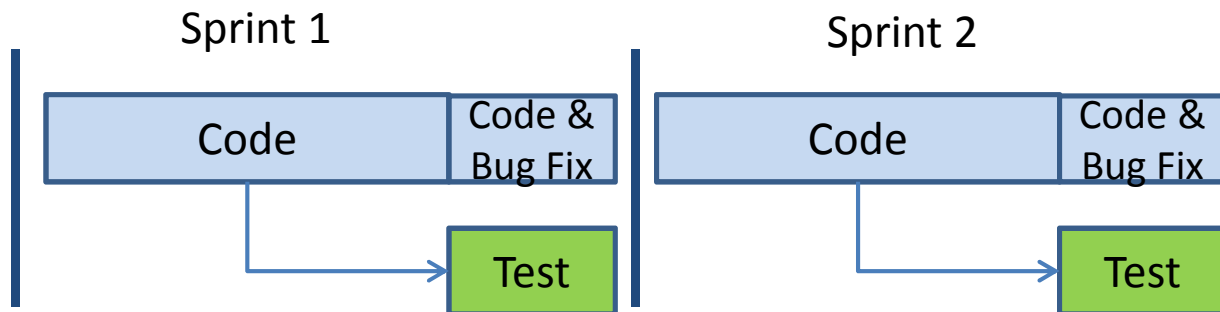 Sprint 1
Sprint 2
Code
Code &
Bug Fix
Code
Code &
Bug Fix
Test
Test